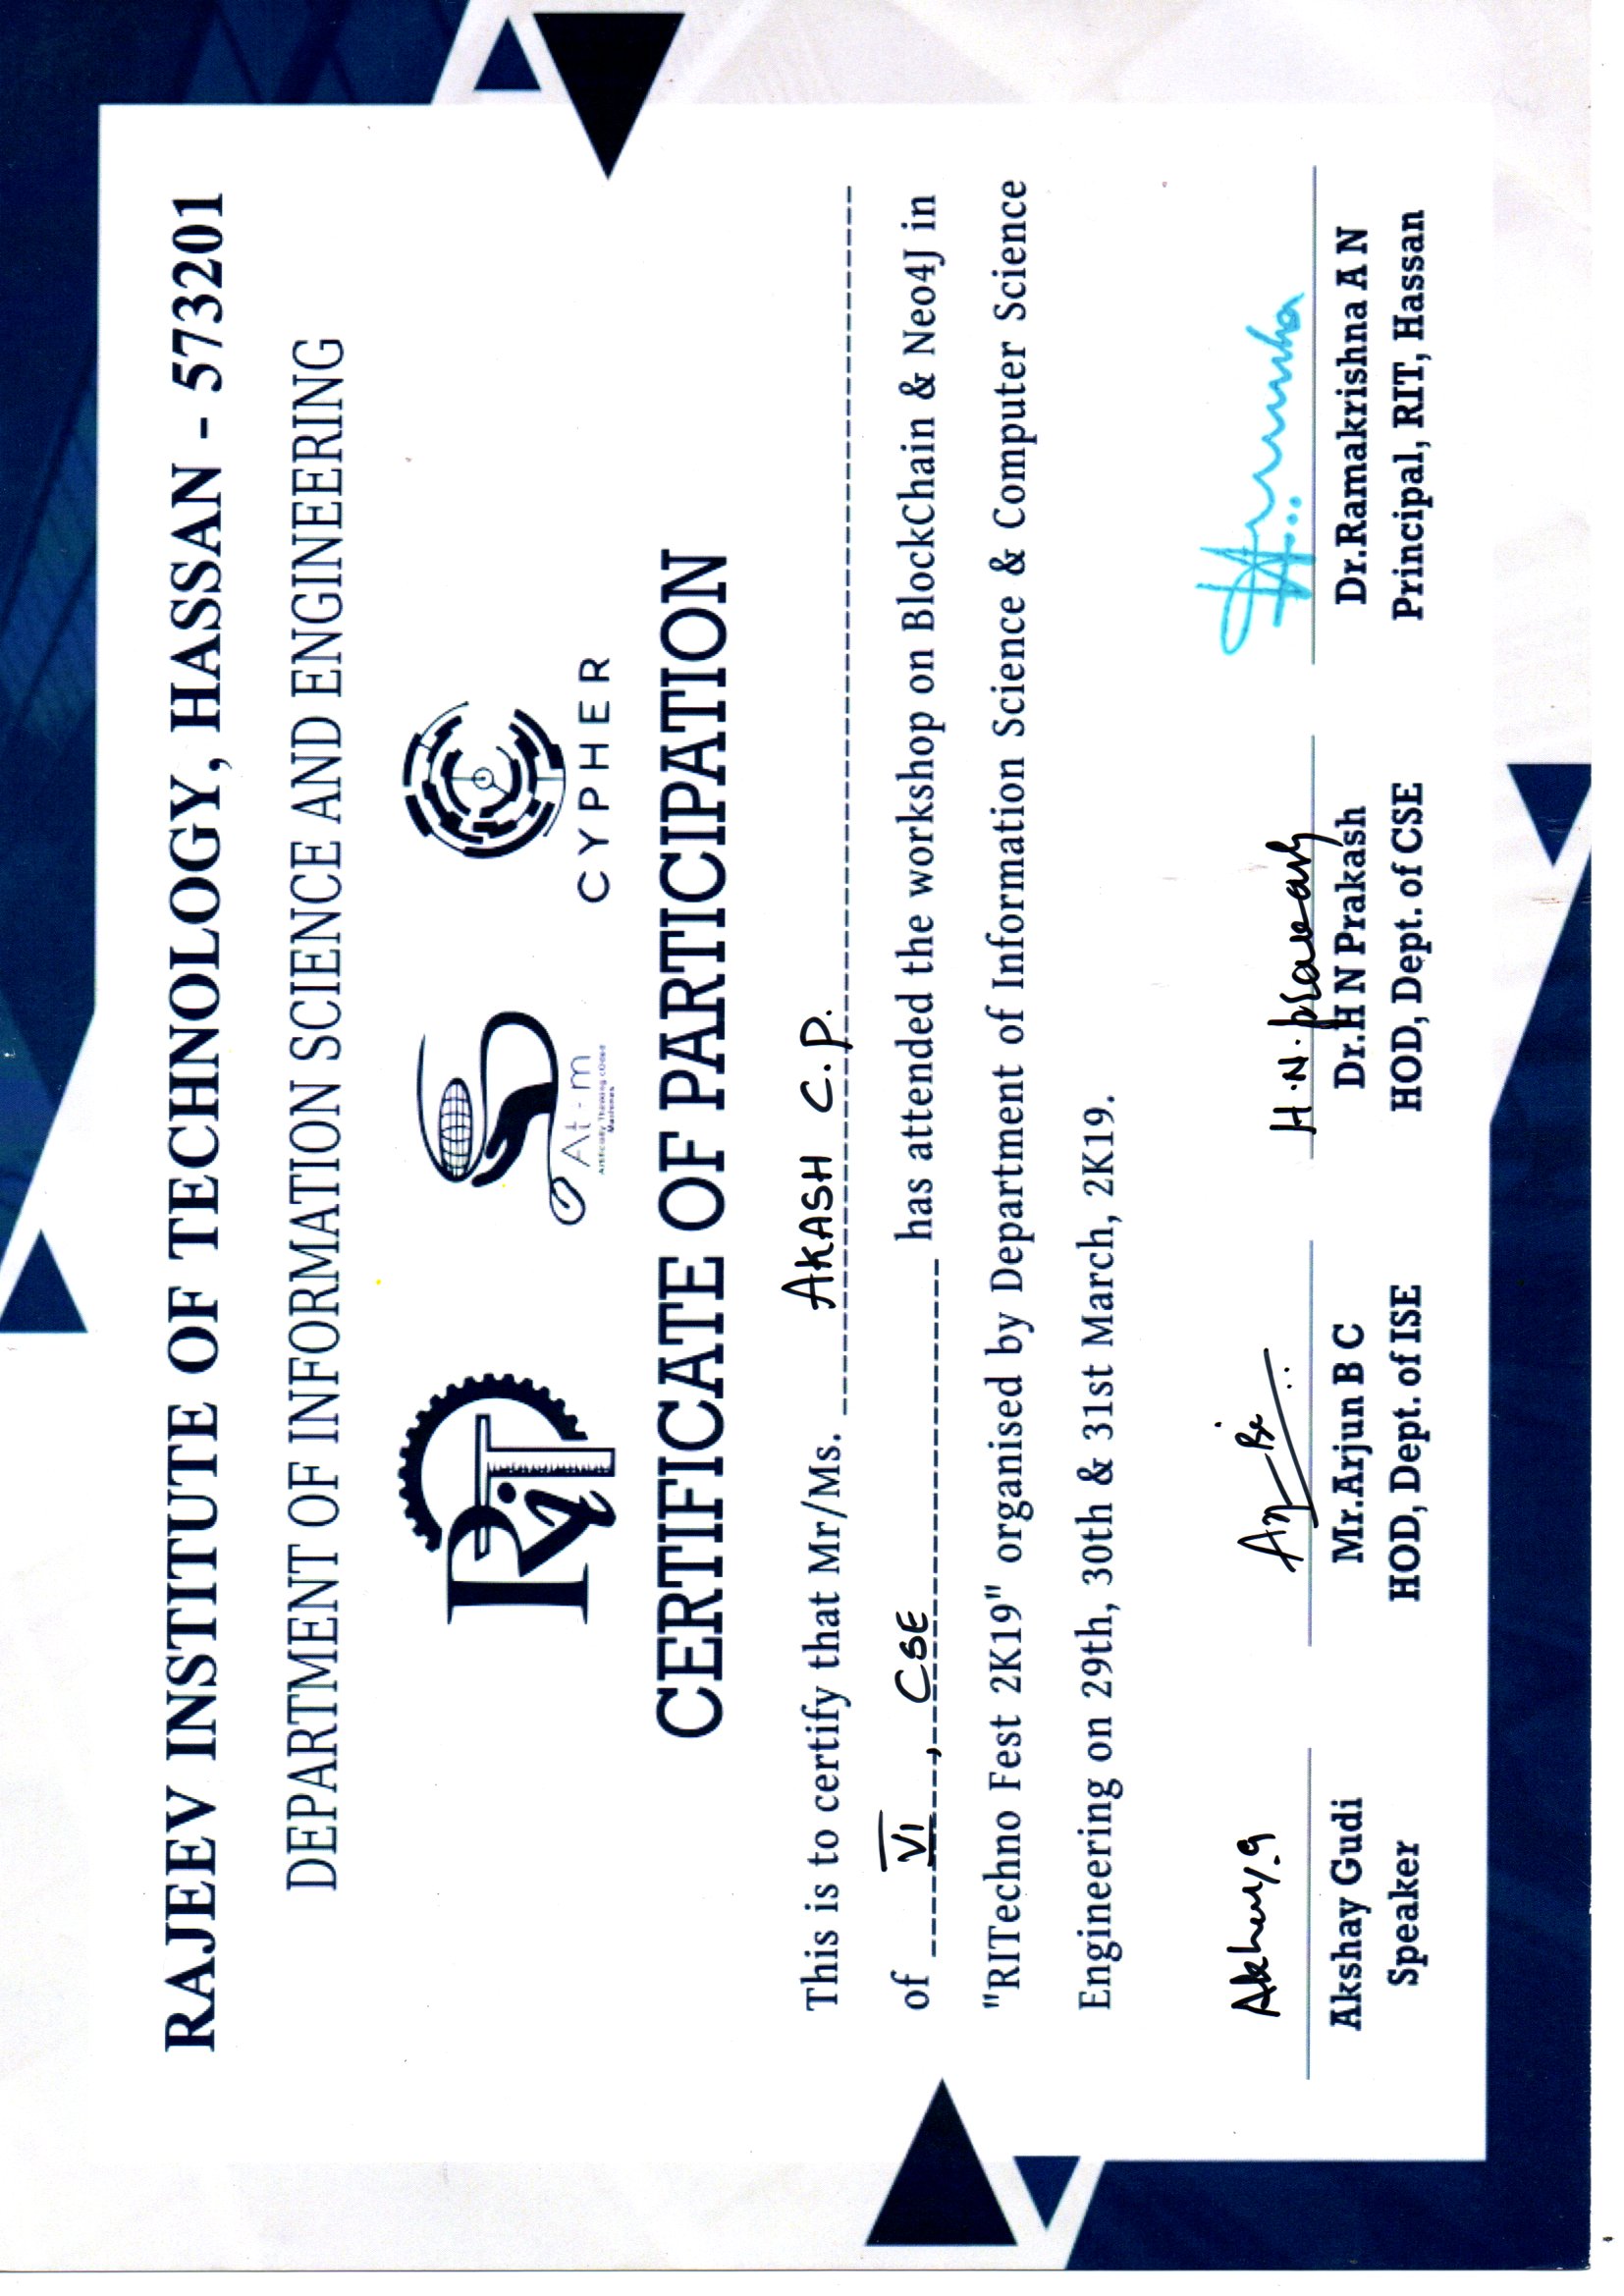 RAJEEV INSTITUTE OF TECHNOLOGY, HASSAN - 573201
DEPARTMENT OF INFORMATION SCIENCE AND ENGINEERING
RiT
At-m
Artificially Thinking cOded
Machines
CYPHER
CERTIFICATE OF PARTICIPATION
This is to certify that Mr/Ms. AKASH C.P.
of VI, CSE has attended the workshop on BlockChain & Neo4J in
"RITechno Fest 2K19" organised by Department of Information Science & Computer Science
Engineering on 29th, 30th & 31st March, 2K19.
H.N. Prakash
Akshay Gudi Mr.Arjun B C Dr.H N Prakash Dr.Ramakrishna A N
Speaker HOD, Dept. of ISE HOD, Dept. of CSE Principal, RIT, Hassan